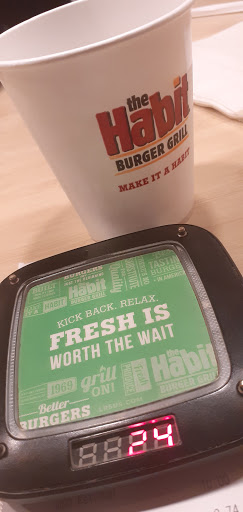 the
Habit
BURGER GRILL
MAKE IT A HABIT
BURGERS
KICK BACK. RELAX.
FRESH IS
WORTH THE WAIT
the
Habit
BURGER GRILL
1969
grill
ON!
Better
BURGERS
24